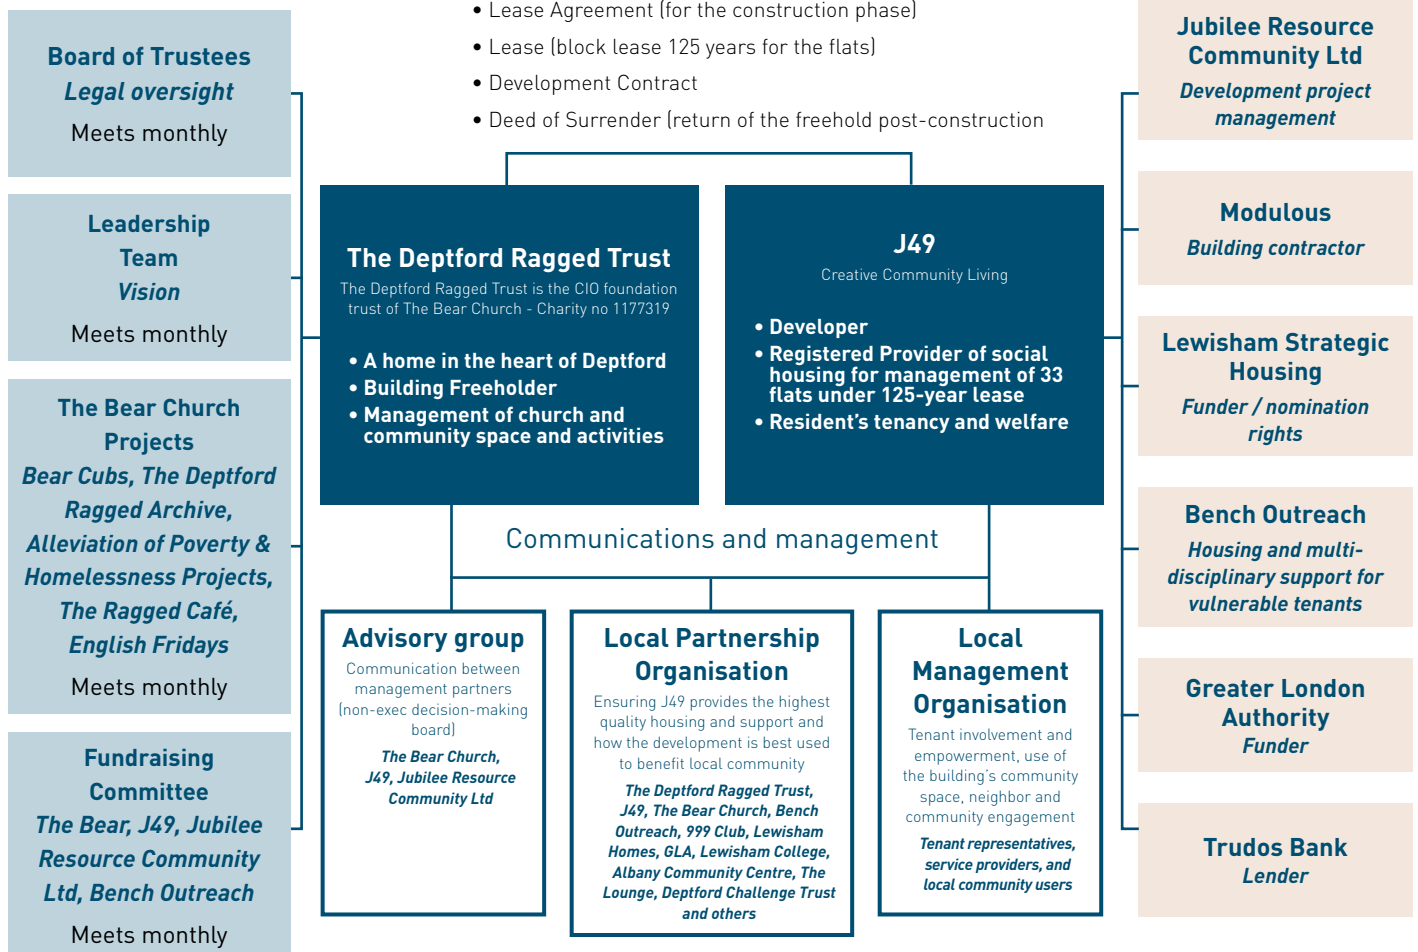 • Lease Agreement (for the construction phase)
• Lease (block lease 125 years for the flats)
• Development Contract
• Deed of Surrender (return of the freehold post-construction
Board of Trustees
Legal oversight
Meets monthly
Leadership
Team
Vision
Meets monthly
The Bear Church
Projects
Bear Cubs, The Deptford
Ragged Archive,
Alleviation of Poverty &
Homelessness Projects,
The Ragged Café,
English Fridays
Meets monthly
Fundraising
Committee
The Bear, J49, Jubilee
Resource Community
Ltd, Bench Outreach
Meets monthly
The Deptford Ragged Trust
The Deptford Ragged Trust is the CIO foundation
trust of The Bear Church - Charity no 1177319
• A home in the heart of Deptford
• Building Freeholder
• Management of church and
community space and activities
J49
Creative Community Living
• Developer
• Registered Provider of social
housing for management of 33
flats under 125-year lease
• Resident’s tenancy and welfare
Communications and management
Advisory group
Communication between
management partners
(non-exec decision-making
board)
The Bear Church,
J49, Jubilee Resource
Community Ltd
Local Partnership
Organisation
Ensuring J49 provides the highest
quality housing and support and
how the development is best used
to benefit local community
The Deptford Ragged Trust,
J49, The Bear Church, Bench
Outreach, 999 Club, Lewisham
Homes, GLA, Lewisham College,
Albany Community Centre, The
Lounge, Deptford Challenge Trust
and others
Local
Management
Organisation
Tenant involvement and
empowerment, use of
the building’s community
space, neighbor and
community engagement
Tenant representatives,
service providers, and
local community users
Jubilee Resource
Community Ltd
Development project
management
Modulous
Building contractor
Lewisham Strategic
Housing
Funder / nomination
rights
Bench Outreach
Housing and multi-
disciplinary support for
vulnerable tenants
Greater London
Authority
Funder
Trudos Bank
Lender